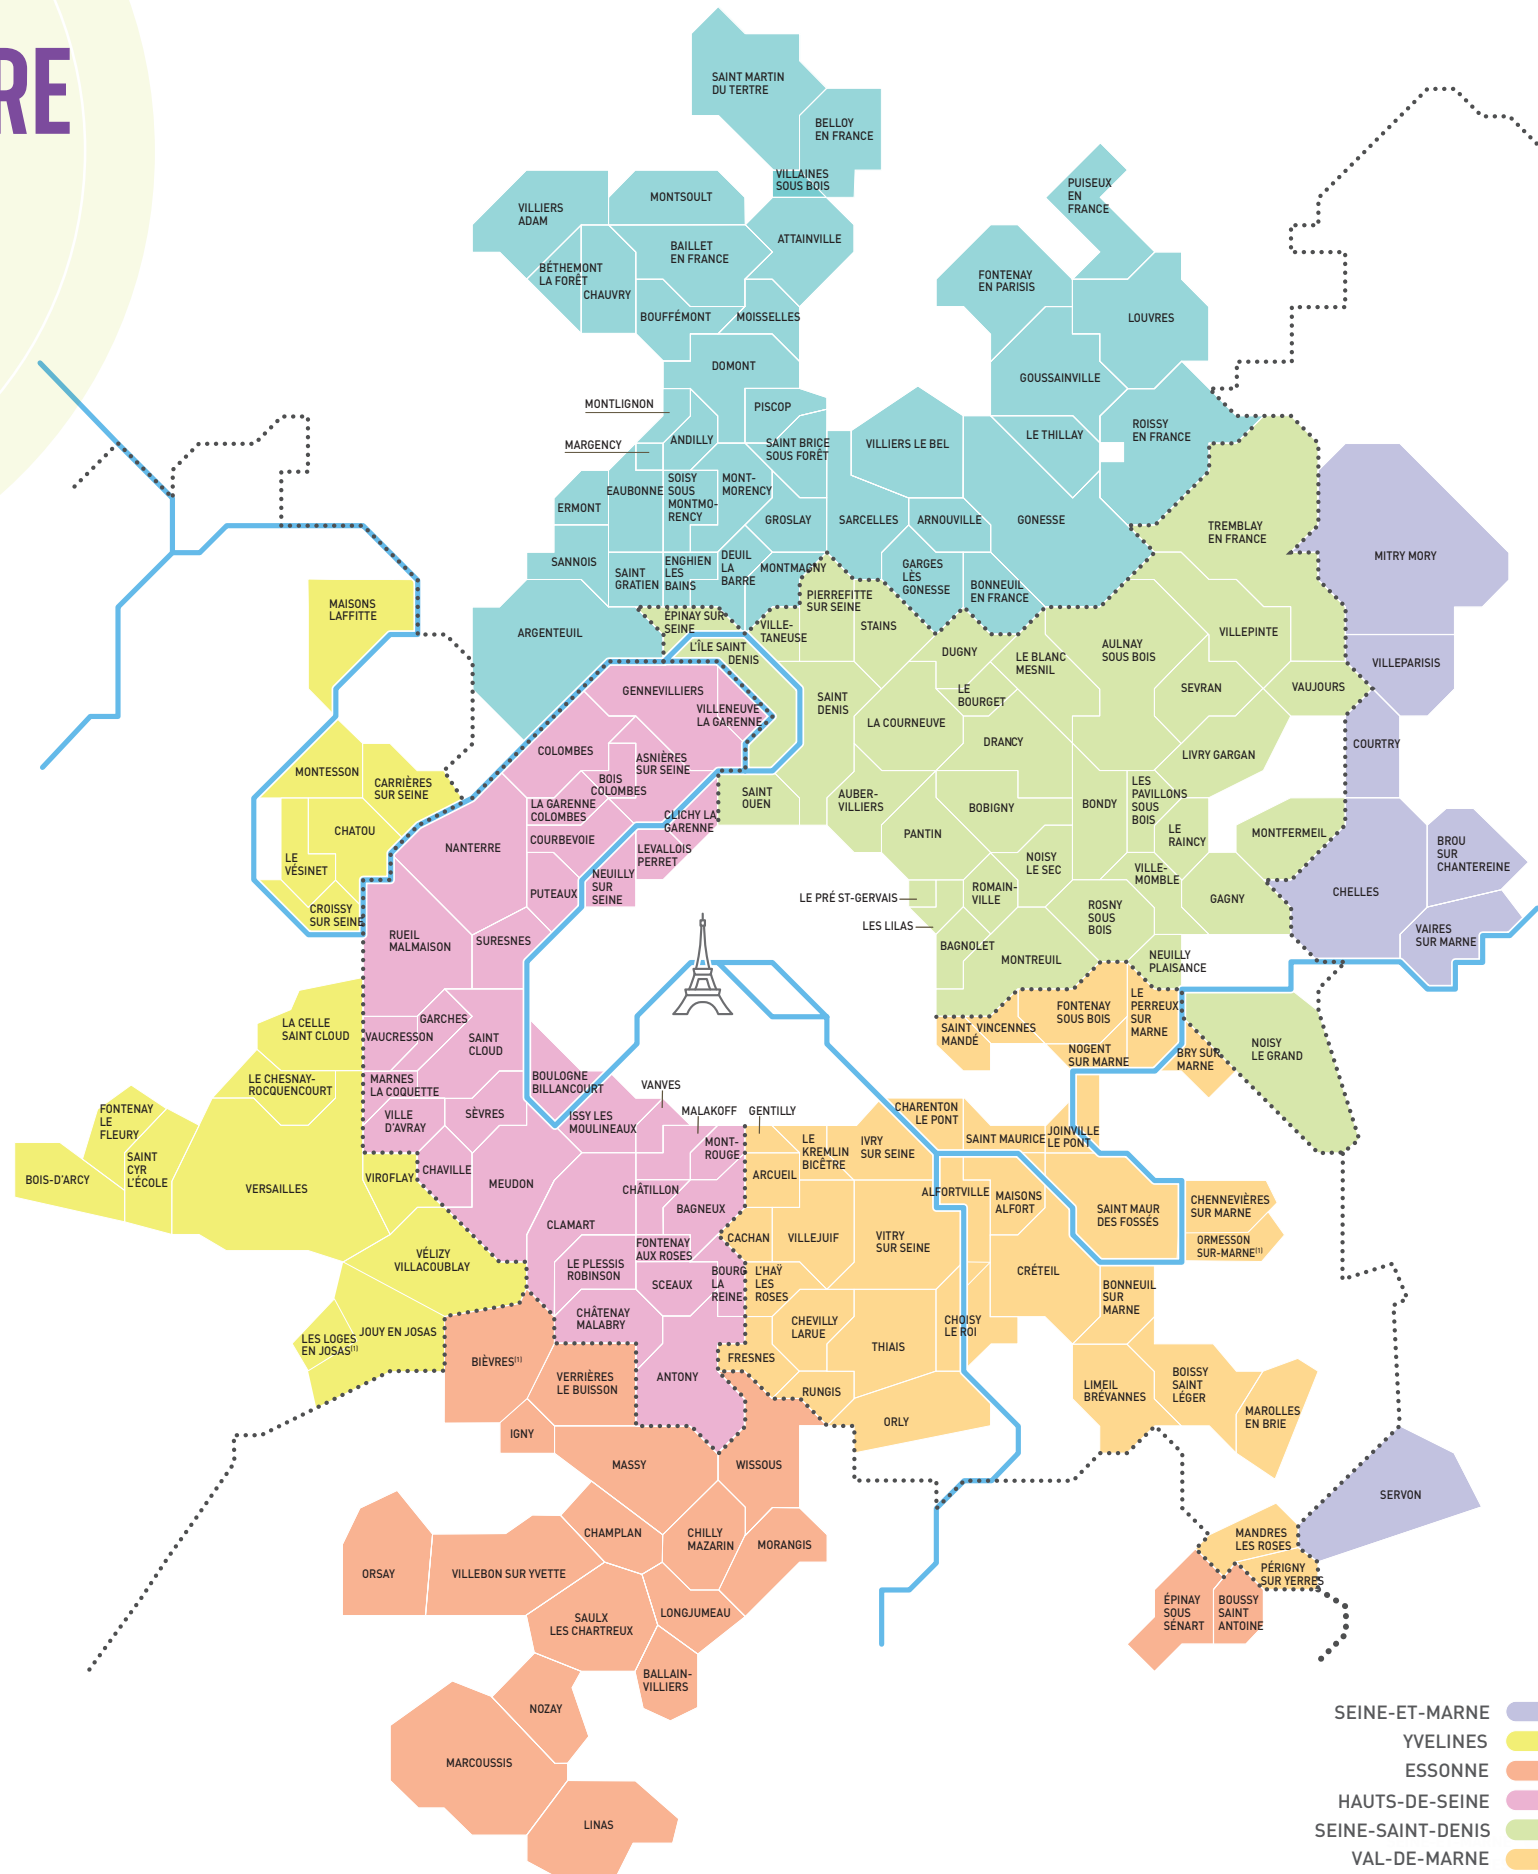 RE
SAINT MARTIN
DU TERTRE
BELLOY
EN FRANCE
VILLAINES
SOUS BOIS
VILLIERS
ADAM
MONTSOULT
BAILLET
EN FRANCE
ATTAINVILLE
BÉTHEMONT
LA FORÊT
CHAUVRY
BOUFFÉMONT
MOISSELLES
PUISEUX
EN
FRANCE
FONTENAY
EN PARISIS
LOUVRES
GOUSSAINVILLE
DOMONT
MONTLIGNON
MARGENCY
ANDILLY
PISCOP
SAINT BRICE
SOUS FORÊT
VILLIERS LE BEL
LE THILLAY
ROISSY
EN FRANCE
EAUBONNE
SOISY
SOUS
MONTMO-
RENCY
MONT-
MORENCY
ERMONT
GROSLAY
SARCELLES
ARNOUVILLE
GONESSE
TREMBLAY
EN FRANCE
MITRY MORY
SANNOIS
SAINT
GRATIEN
ENGHIEN
LES
BAINS
DEUIL
LA
BARRE
MONTMAGNY
GARGES
LÈS
GONESSE
BONNEUIL
EN FRANCE
MAISONS
LAFFITTE
ARGENTEUIL
ÉPINAY SUR
SEINE
VILLE-
TANEUSE
PIERREFITTE
SUR SEINE
STAINS
L'ÎLE SAINT
DENIS
DUGNY
LE BLANC
MESNIL
AULNAY
SOUS BOIS
VILLEPINTE
VILLEPARISIS
GENNEVILLIERS
VILLENEUVE
LA GARENNE
SAINT
DENIS
LA COURNEUVE
LE
BOURGET
SEVRAN
VAUJOURS
DRANCY
LIVRY GARGAN
COURTRY
COLOMBES
ASNIÈRES
SUR SEINE
BOIS
COLOMBES
MONTESSON
CARRIÈRES
SUR SEINE
LA GARENNE
COLOMBES
CLICHY LA
GARENNE
SAINT
OUEN
AUBER-
VILLIERS
BOBIGNY
BONDY
LES
PAVILLONS
SOUS
BOIS
LE
RAINCY
MONTFERMEIL
CHATOU
NANTERRE
COURBEVOIE
LEVALLOIS
PERRET
PANTIN
NOISY
LE SEC
VILLE-
MOMBLE
BROU
SUR
CHANTEREINE
LE
VÉSINET
PUTEAUX
NEUILLY
SUR
SEINE
LE PRÉ ST-GERVAIS
ROMAIN-
VILLE
GAGNY
CHELLES
CROISSY
SUR SEINE
LES LILAS
ROSNY
SOUS
BOIS
RUEIL
MALMAISON
SURESNES
BAGNOLET
MONTREUIL
NEUILLY
PLAISANCE
VAIRES
SUR MARNE
LA CELLE
SAINT CLOUD
VAUCRESSON
GARCHES
SAINT
CLOUD
SAINT
MANDÉ
VINCENNES
FONTENAY
SOUS BOIS
LE
PERREUX
SUR
MARNE
NOGENT
SUR MARNE
BRY SUR
MARNE
NOISY
LE GRAND
LE CHESNAY-
ROCQUENCOURT
MARNES
LA COQUETTE
BOULOGNE
BILLANCOURT
VANVES
FONTENAY
LE
FLEURY
VILLE
D'AVRAY
SÈVRES
ISSY LES
MOULINEAUX
MALAKOFF
GENTILLY
CHARENTON
LE PONT
SAINT MAURICE
JOINVILLE
LE PONT
SAINT
CYR
L'ÉCOLE
BOIS-D'ARCY
VERSAILLES
VIROFLAY
CHAVILLE
MEUDON
MONT-
ROUGE
LE
KREMLIN
BICÊTRE
IVRY
SUR SEINE
ARCUEIL
CHÂTILLON
BAGNEUX
ALFORTVILLE
MAISONS
ALFORT
SAINT MAUR
DES FOSSÉS
CHENNEVIÈRES
SUR MARNE
CLAMART
CACHAN
VILLEJUIF
VITRY
SUR SEINE
ORMESSON
SUR-MARNE(1)
VÉLIZY
VILLACOUBLAY
FONTENAY
AUX ROSES
LE PLESSIS
ROBINSON
SCEAUX
BOURG
LA
REINE
L'HAŸ
LES
ROSES
CRÉTEIL
BONNEUIL
SUR
MARNE
CHÂTENAY
MALABRY
CHEVILLY
LARUE
CHOISY
LE ROI
LES LOGES
EN JOSAS(1)
JOUY EN JOSAS
THIAIS
FRESNES
BIÈVRES(1)
VERRIÈRES
LE BUISSON
ANTONY
RUNGIS
LIMEIL
BRÉVANNES
BOISSY
SAINT
LÉGER
MAROLLES
EN BRIE
ORLY
IGNY
MASSY
WISSOUS
SERVON
CHAMPLAN
CHILLY
MAZARIN
MORANGIS
MANDRES
LES ROSES
PÉRIGNY
SUR YERRES
ORSAY
VILLEBON SUR YVETTE
LONGJUMEAU
ÉPINAY
SOUS
SÉNART
BOUSSY
SAINT
ANTOINE
SAULX
LES CHARTREUX
BALLAIN-
VILLIERS
NOZAY
MARCOUSSIS
LINAS
SEINE-ET-MARNE
YVELINES
ESSONNE
HAUTS-DE-SEINE
SEINE-SAINT-DENIS
VAL-DE-MARNE